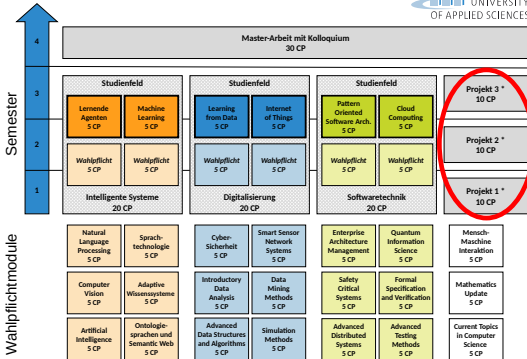 UNIVERSITY
OF APPLIED SCIENCES
Semester
4
Master-Arbeit mit Kolloquium
30 CP
3
2
1
Studienfeld
Lernende
Agenten
5 CP
Machine
Learning
5 CP
Wahlpflicht
5 CP
Wahlpflicht
5 CP
Intelligente Systeme
20 CP
Studienfeld
Learning
from Data
5 CP
Internet
of Things
5 CP
Wahlpflicht
5 CP
Wahlpflicht
5 CP
Digitalisierung
20 CP
Studienfeld
Pattern
Oriented
Software Arch.
5 CP
Cloud
Computing
5 CP
Wahlpflicht
5 CP
Wahlpflicht
5 CP
Softwaretechnik
20 CP
Projekt 3 *
10 CP
Projekt 2 *
10 CP
Projekt 1 *
10 CP
Wahlpflichtmodule
Natural
Language
Processing
5 CP
Sprach-
technologie
5 CP
Cyber-
Sicherheit
5 CP
Smart Sensor
Network
Systems
5 CP
Enterprise
Architecture
Management
5 CP
Quantum
Information
Science
5 CP
Mensch-
Maschine
Interaktion
5 CP
Computer
Vision
5 CP
Adaptive
Wissensysteme
5 CP
Introductory
Data
Analysis
5 CP
Data
Mining
Methods
5 CP
Safety
Critical
Systems
5 CP
Formal
Specification
and Verification
5 CP
Mathematics
Update
5 CP
Artificial
Intelligence
5 CP
Ontologie-
sprachen und
Semantic Web
5 CP
Advanced
Data Structures
and Algorithms
5 CP
Simulation
Methods
5 CP
Advanced
Distributed
Systems
5 CP
Advanced
Testing
Methods
5 CP
Current Topics
in Computer
Science
5 CP